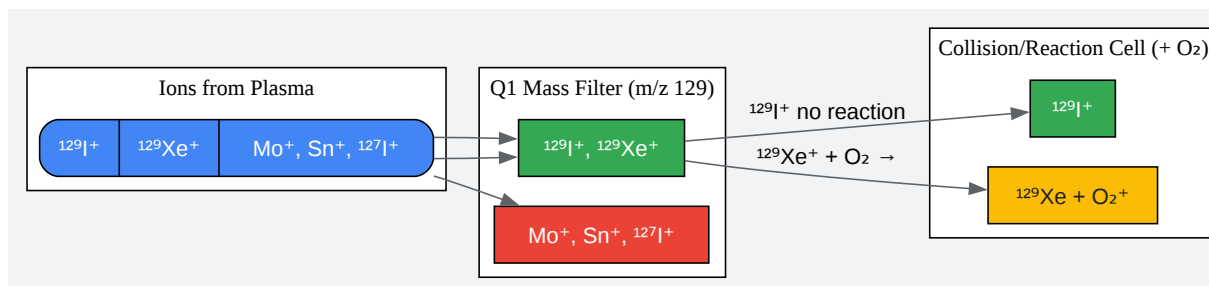 Ions from Plasma
¹²⁹I⁺
¹²⁹Xe⁺
Mo⁺, Sn⁺, ¹²⁷I⁺
Q1 Mass Filter (m/z 129)
¹²⁹I⁺, ¹²⁹Xe⁺
Mo⁺, Sn⁺, ¹²⁷I⁺
¹²⁹I⁺ no reaction
¹²⁹Xe⁺ + O₂ →
Collision/Reaction Cell (+ O₂)
¹²⁹I⁺
¹²⁹Xe + O₂⁺